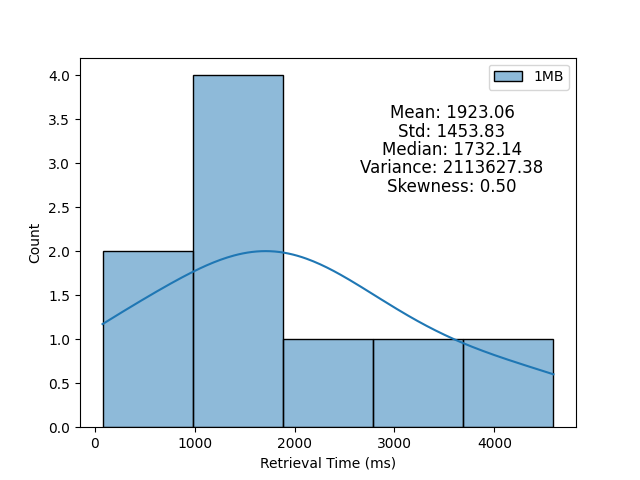 1MB
Mean: 1923.06
Std: 1453.83
Median: 1732.14
Variance: 2113627.38
Skewness: 0.50
4.0
3.5
3.0
2.5
2.0
1.5
1.0
0.5
0.0
Count
0 1000 2000 3000 4000
Retrieval Time (ms)